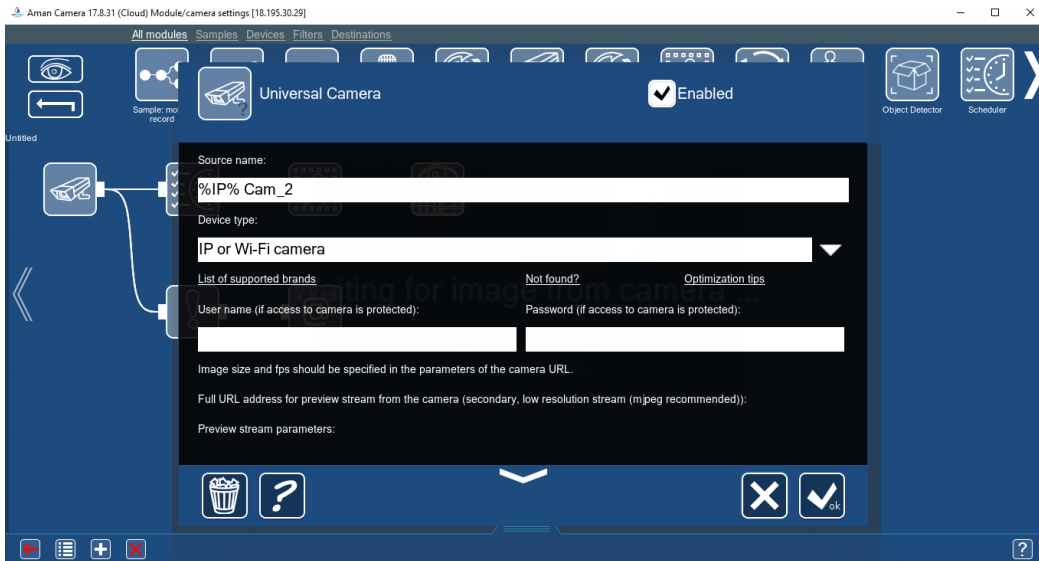 Aman Camera 17.8.31 (Cloud) Module/camera settings [18.195.30.29]
All modules Samples Devices Filters Destinations
Universal Camera
Enabled
Sample: mo
record
Object Detector
Scheduler
Untitled
Source name:
%IP% Cam_2
Device type:
IP or Wi-Fi camera
List of supported brands Not found? Optimization tips
for image from camera ...
User name (if access to camera is protected): Password (if access to camera is protected):
Image size and fps should be specified in the parameters of the camera URL.
Full URL address for preview stream from the camera (secondary, low resolution stream (mjpeg recommended)):
Preview stream parameters:
ok